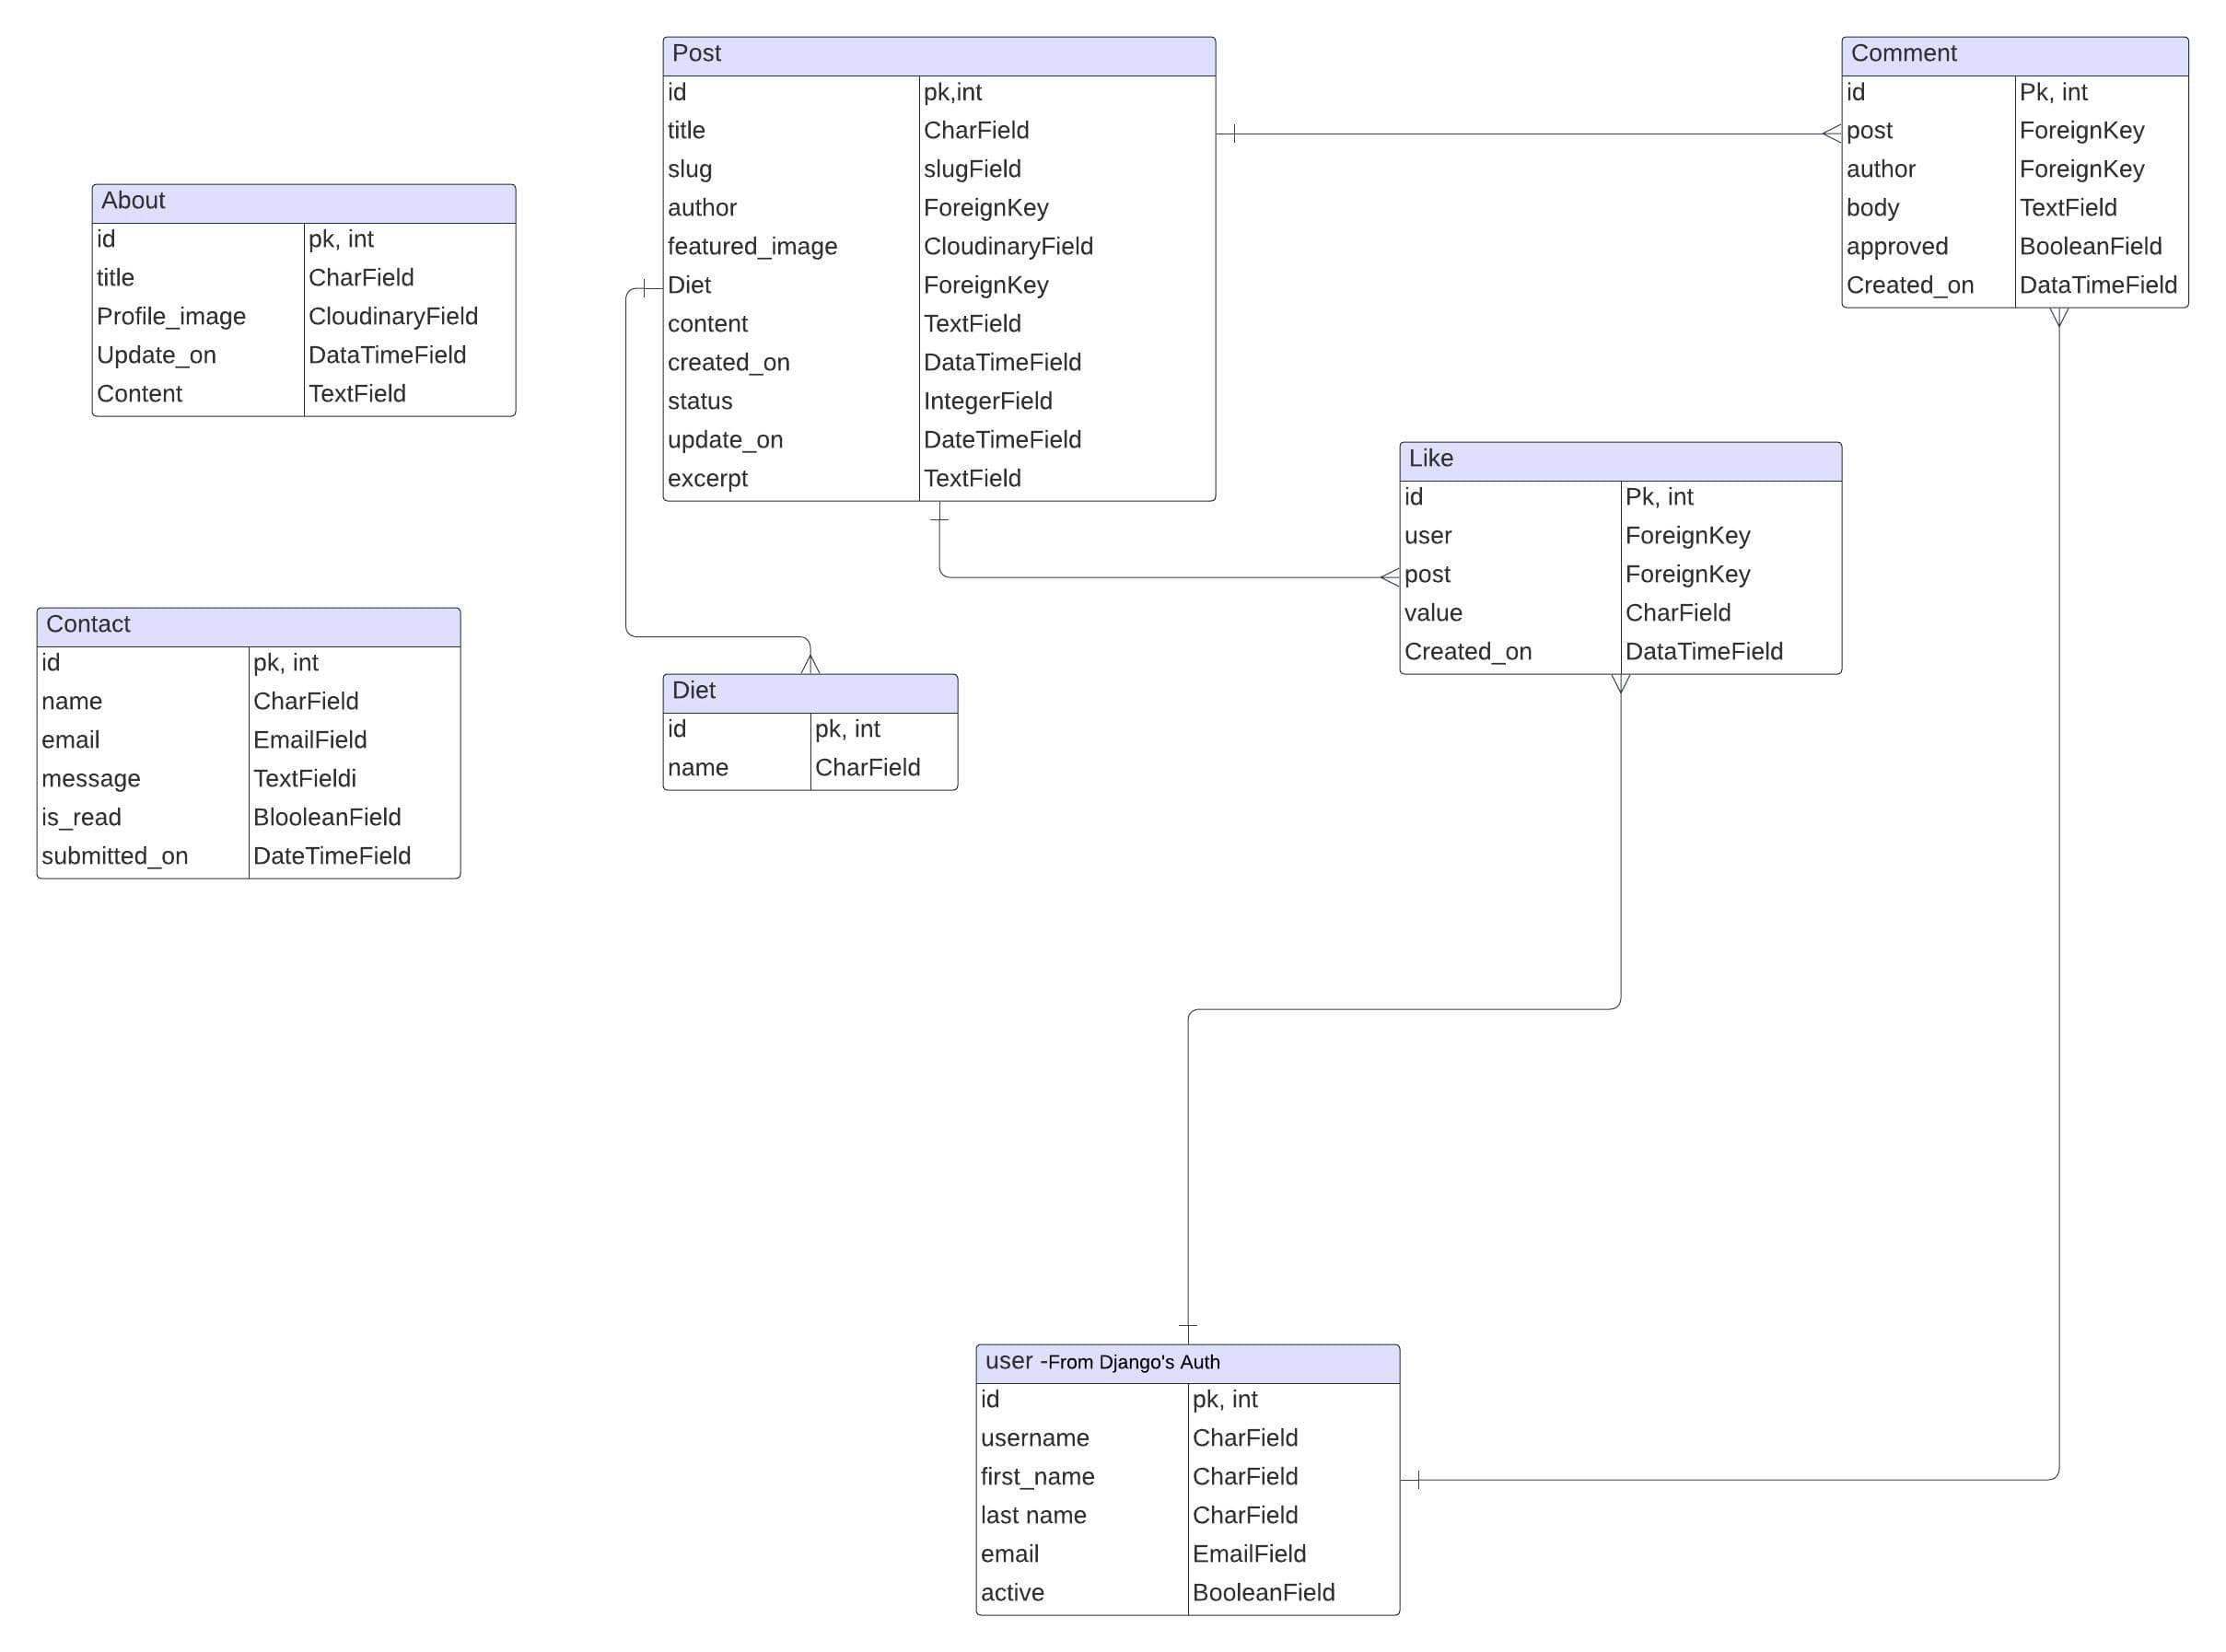 Post
id pk,int
title CharField
slug slugField
author ForeignKey
featured_image CloudinaryField
Diet ForeignKey
content TextField
created_on DataTimeField
status IntegerField
update_on DateTimeField
excerpt TextField
Comment
id Pk, int
post ForeignKey
author ForeignKey
body TextField
approved BooleanField
Created_on DataTimeField
About
id pk, int
title CharField
Profile_image CloudinaryField
Update_on DataTimeField
Content TextField
Like
id Pk, int
user ForeignKey
post ForeignKey
value CharField
Created_on DataTimeField
Contact
id pk, int
name CharField
email EmailField
message TextFieldi
is_read BlooleanField
submitted_on DateTimeField
Diet
id pk, int
name CharField
user -From Django's Auth
id pk, int
username CharField
first_name CharField
last name CharField
email EmailField
active BooleanField